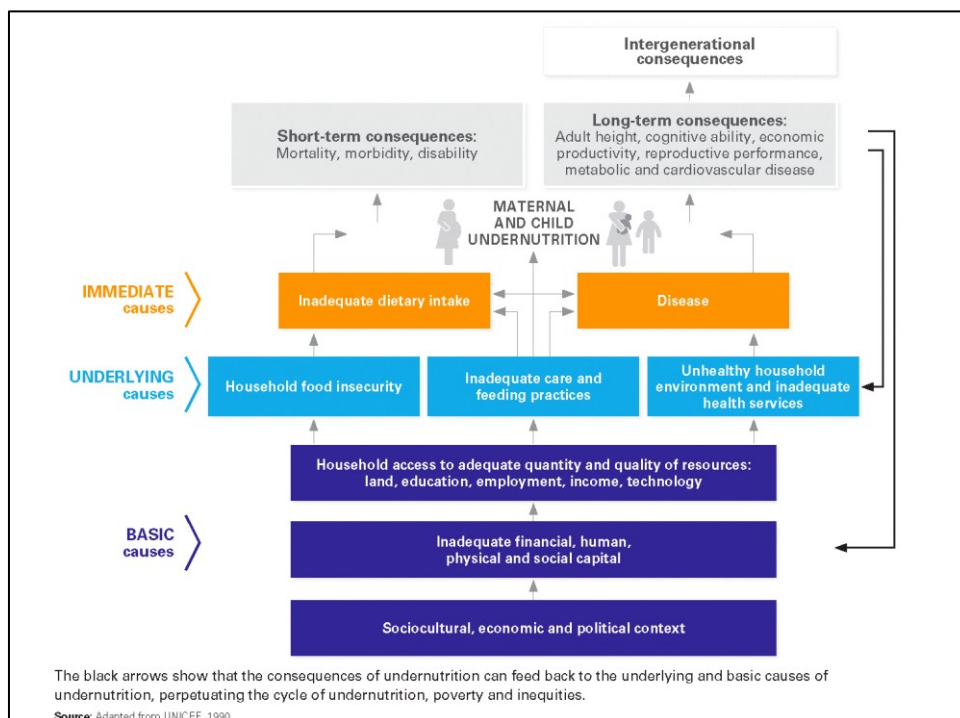 Intergenerational
consequences
Short-term consequences:
Mortality, morbidity, disability
Long-term consequences:
Adult height, cognitive ability, economic
productivity, reproductive performance,
metabolic and cardiovascular disease
MATERNAL
AND CHILD
UNDERNUTRITION
IMMEDIATE
causes
Inadequate dietary intake
Disease
UNDERLYING
causes
Household food insecurity
Inadequate care and
feeding practices
Unhealthy household
environment and inadequate
health services
Household access to adequate quantity and quality of resources:
land, education, employment, income, technology
BASIC
causes
Inadequate financial, human,
physical and social capital
Sociocultural, economic and political context
The black arrows show that the consequences of undernutrition can feed back to the underlying and basic causes of
undernutrition, perpetuating the cycle of undernutrition, poverty and inequities.
Source: Adapted from UNICEF, 1990